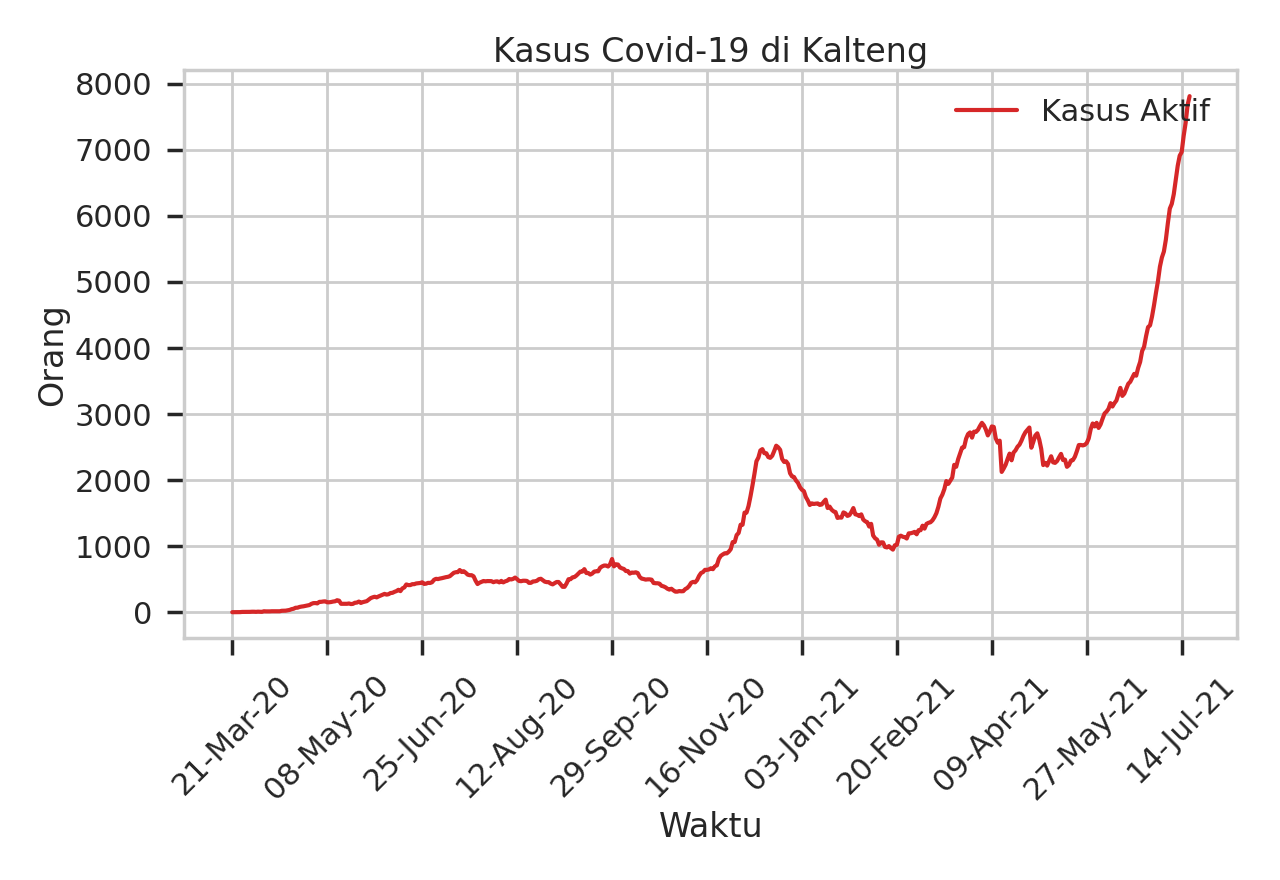 Kasus Covid-19 di Kalteng
Kasus Aktif
8000
7000
6000
5000
4000
3000
2000
1000
0
Orang
21-Mar-20
08-May-20
25-Jun-20
12-Aug-20
29-Sep-20
16-Nov-20
03-Jan-21
20-Feb-21
09-Apr-21
27-May-21
14-Jul-21
Waktu